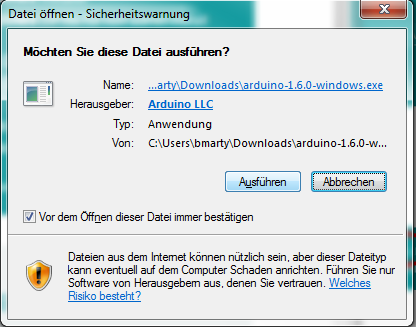 Datei öffnen - Sicherheitswarnung
Möchten Sie diese Datei ausführen?
Name: ...arty\Downloads\arduino-1.6.0-windows.exe
Herausgeber: Arduino LLC
Typ: Anwendung
Von: C:\Users\bmarty\Downloads\arduino-1.6.0-w...
Ausführen Abbrechen
Vor dem Öffnen dieser Datei immer bestätigen
Dateien aus dem Internet können nützlich sein, aber dieser Dateityp
kann eventuell auf dem Computer Schaden anrichten. Führen Sie nur
Software von Herausgebern aus, denen Sie vertrauen. Welches
Risiko besteht?